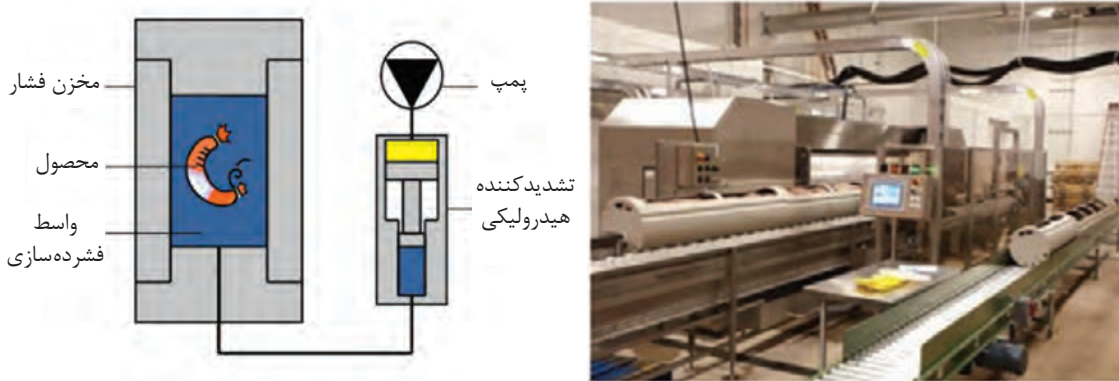 مخزن فشار
محصول
واسط
فشرده‌سازی
پمپ
تشدیدکننده
هیدرولیکی